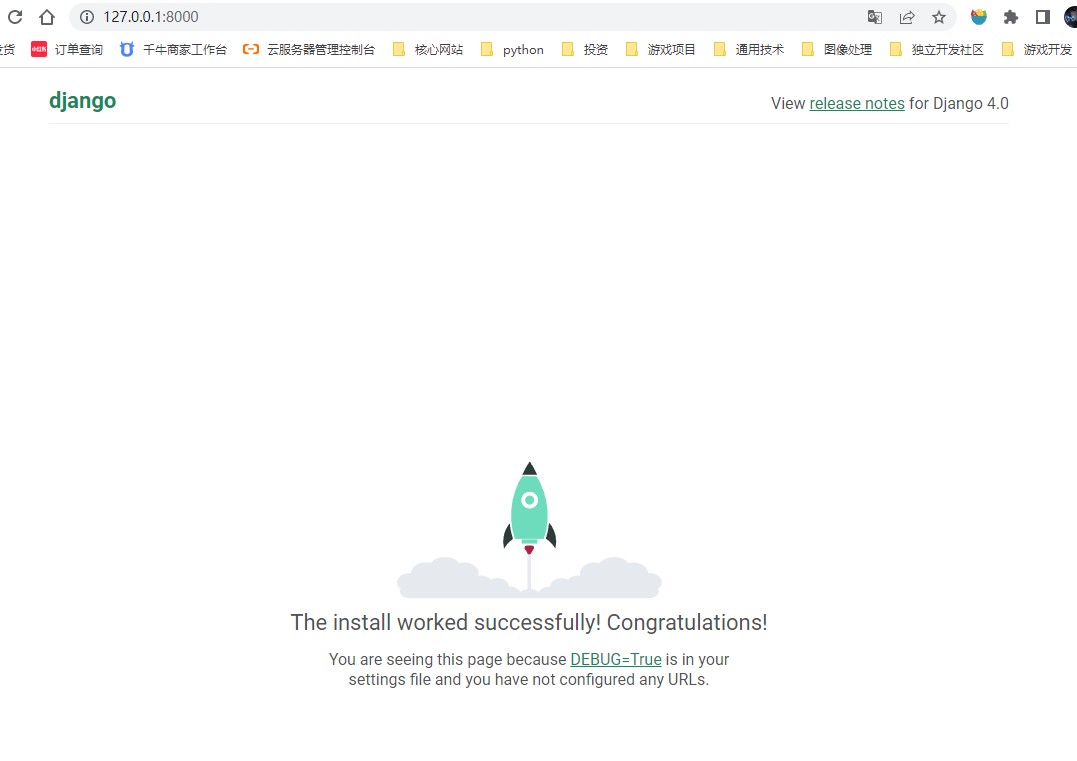 127.0.0.1:8000
货 小红书 订单查询 千牛商家工作台 云服务器管理控制台 核心网站 python 投资 游戏项目 通用技术 图像处理 独立开发社区 游戏开发
django View release notes for Django 4.0
The install worked successfully! Congratulations!
You are seeing this page because DEBUG=True is in your
settings file and you have not configured any URLs.